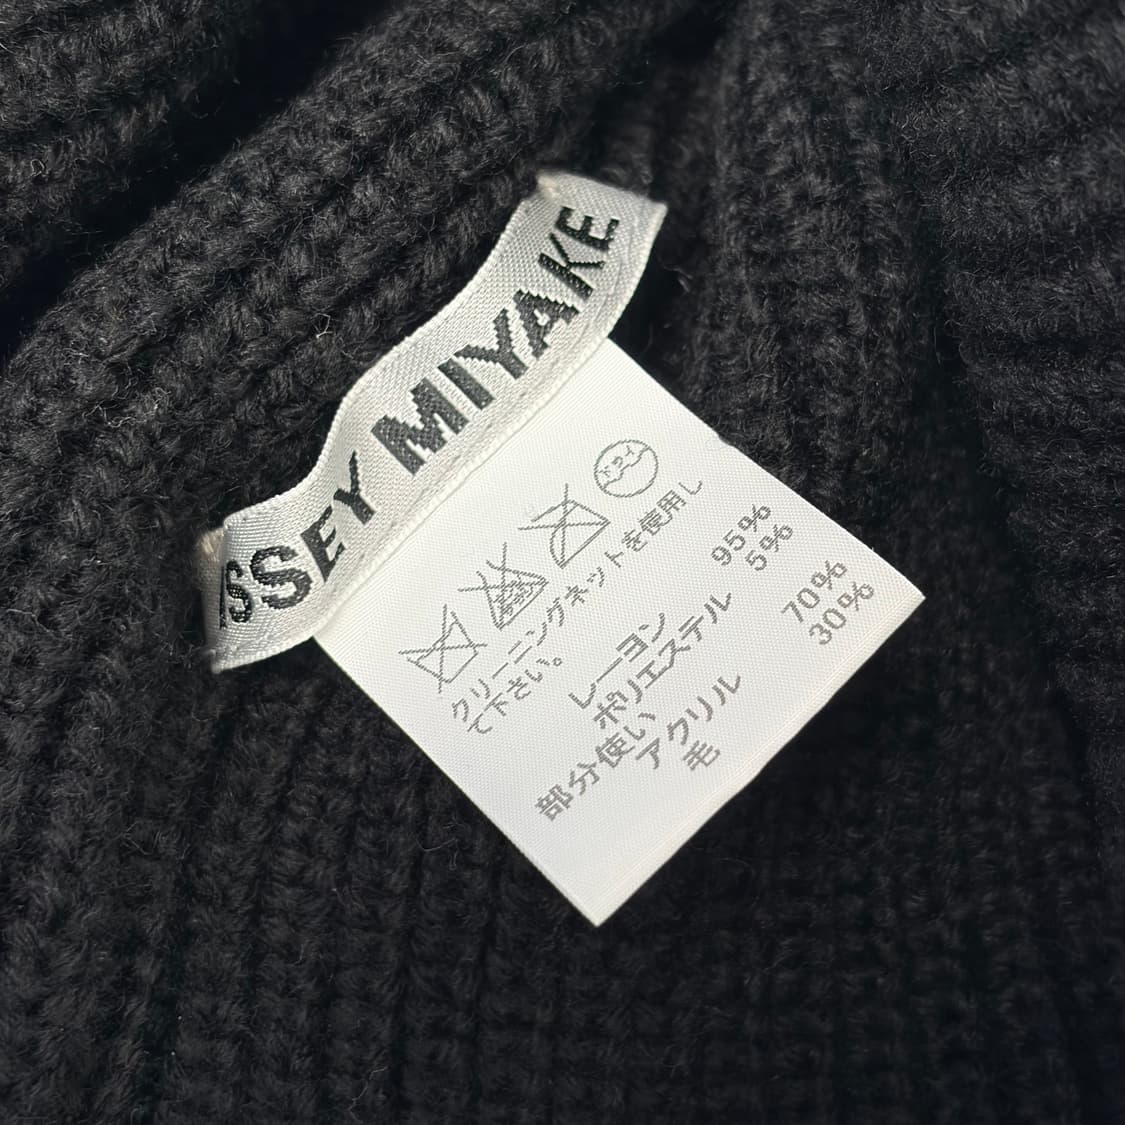 ISSEY MIYAKE
ドライ
クリーニングネットを使用し
て下さい。
レーヨン 95%
ポリエステル 5%
部分使い
アクリル 70%
毛 30%